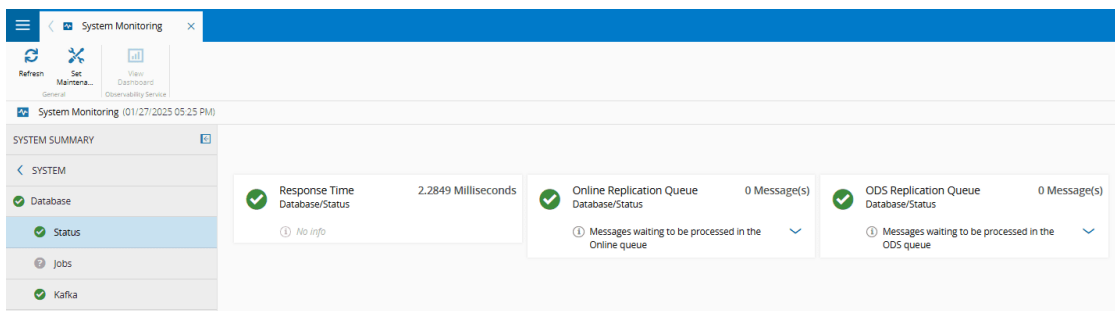 System Monitoring
Refresh
Set
Maintena...
View
Dashboard
General
Observability Service
System Monitoring (01/27/2025 05:25 PM)
SYSTEM SUMMARY
SYSTEM
Database
Status
Jobs
Kafka
Response Time 2.2849 Milliseconds
Database/Status
No info
Online Replication Queue 0 Message(s)
Database/Status
Messages waiting to be processed in the
Online queue
ODS Replication Queue 0 Message(s)
Database/Status
Messages waiting to be processed in the
ODS queue